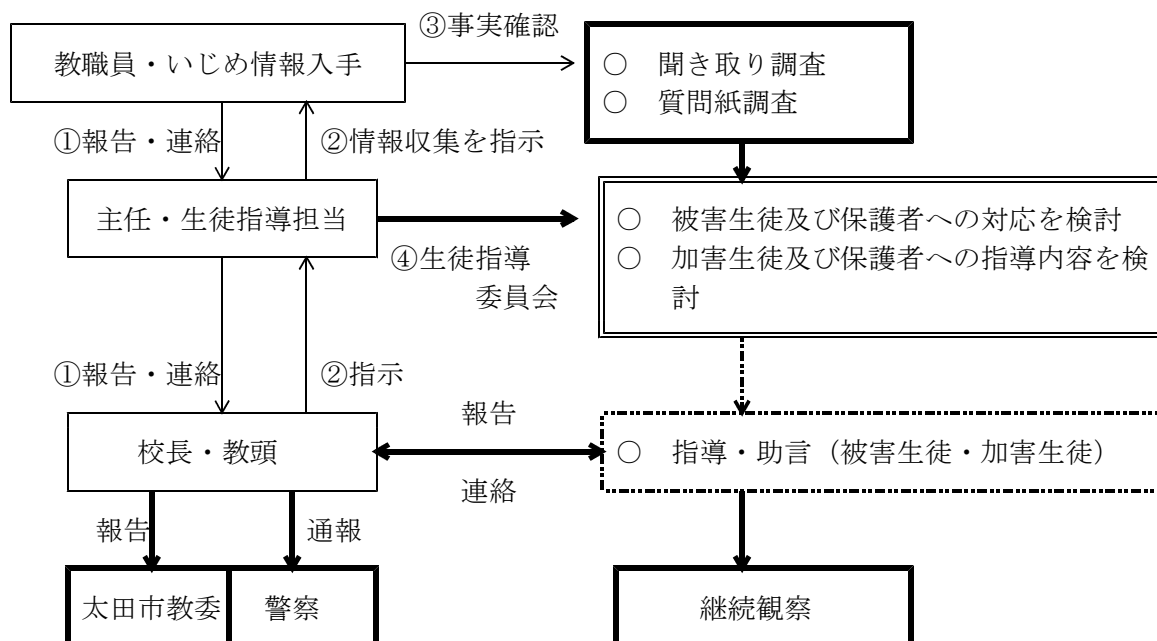 ③事実確認
教職員・いじめ情報入手
○　聞き取り調査
○　質問紙調査
①報告・連絡
②情報収集を指示
主任・生徒指導担当
④生徒指導
委員会
○　被害生徒及び保護者への対応を検討
○　加害生徒及び保護者への指導内容を検
討
①報告・連絡
②指示
報告
校長・教頭
○　指導・助言（被害生徒・加害生徒）
連絡
報告
通報
太田市教委
警察
継続観察